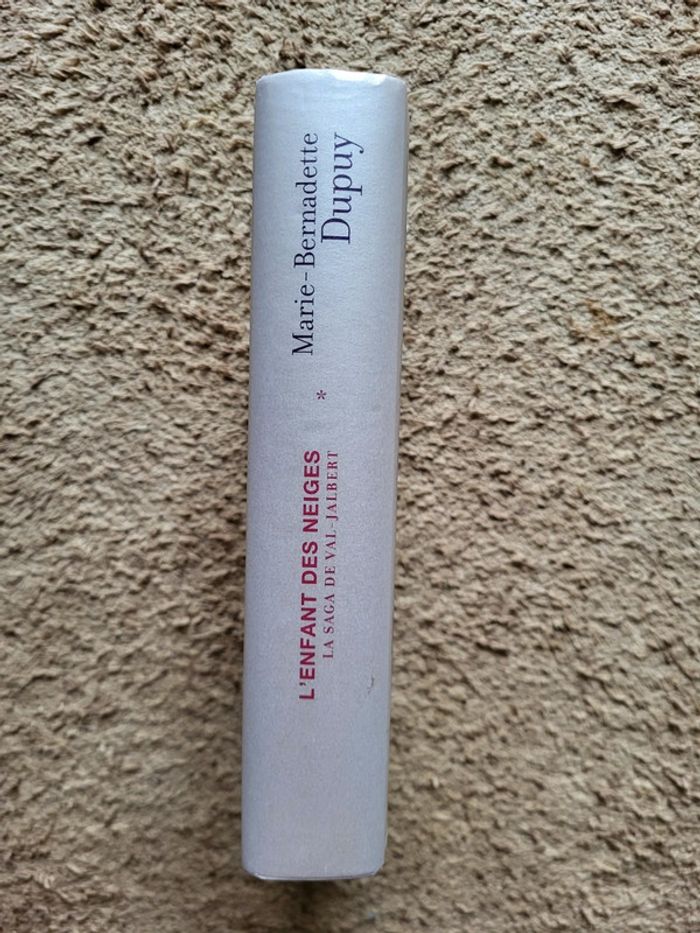 L'ENFANT DES NEIGES
LA SAGA DE VAL-JALBERT
*
Marie-Bernadette
Dupuy